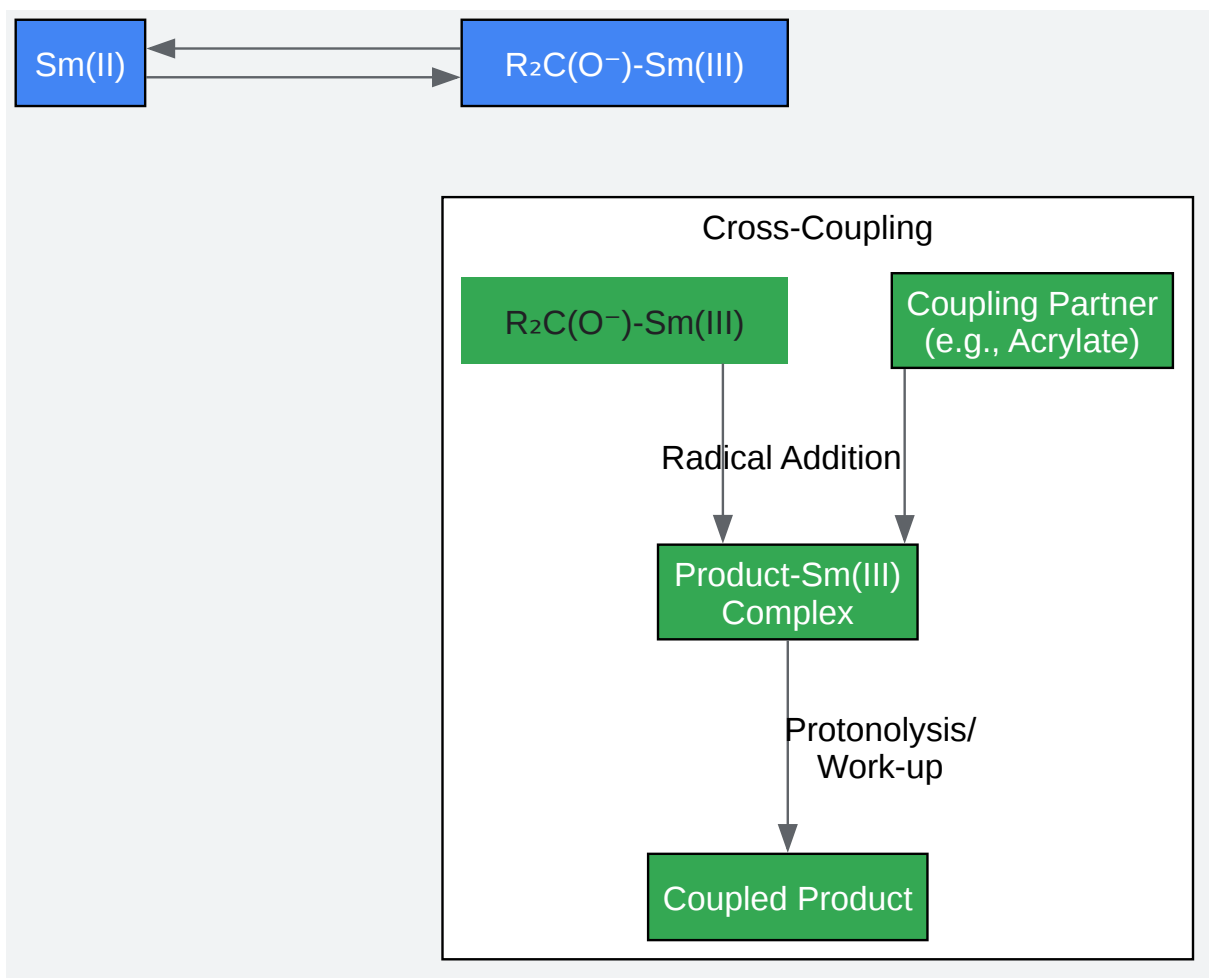 Sm(II)
R₂C(O⁻)-Sm(III)
Cross-Coupling
R₂C(O⁻)-Sm(III)
Coupling Partner
(e.g., Acrylate)
Radical Addition
Product-Sm(III)
Complex
Protonolysis/
Work-up
Coupled Product